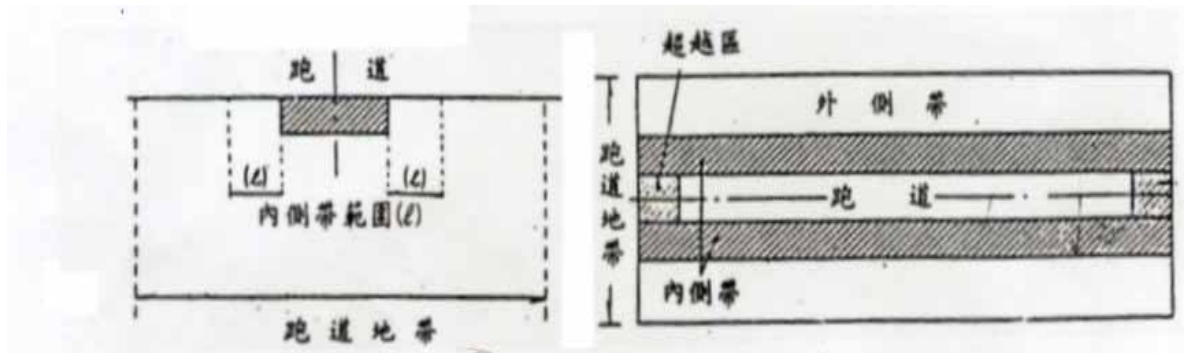 跑 道
(ℓ)
(ℓ)
內側帶範圍(ℓ)
跑道地帶
超越區
外側帶
跑道地帶
跑 道
內側帶